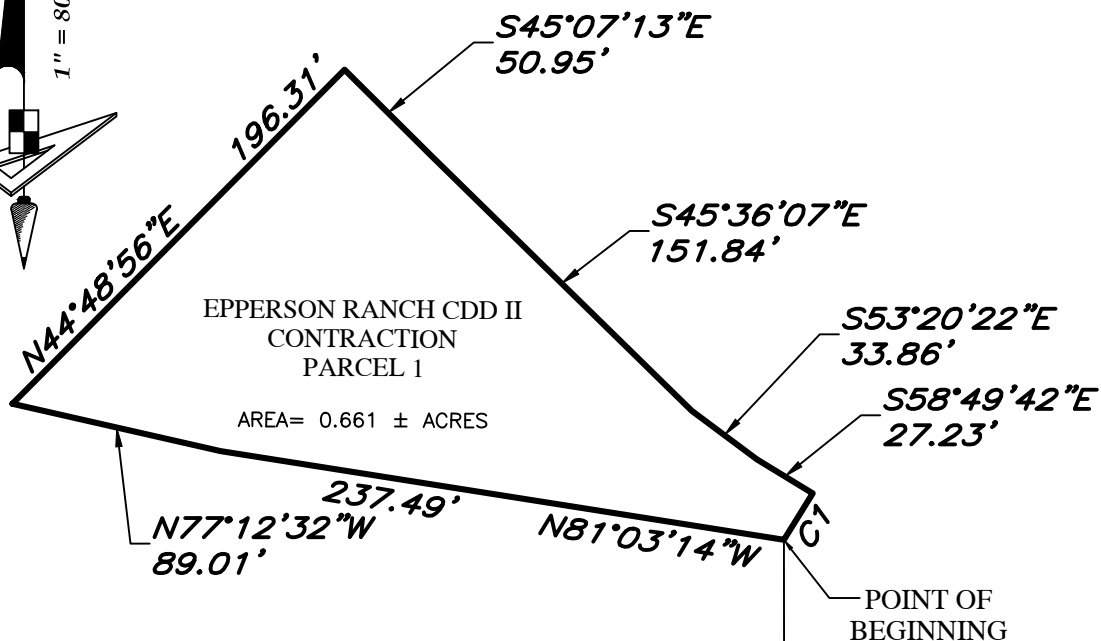 1" = 80
S45°07'13"E
50.95'
196.31'
N44°48'56"E
S45°36'07"E
151.84'
EPPERSON RANCH CDD II
CONTRACTION
PARCEL 1
AREA= 0.661 ± ACRES
S53°20'22"E
33.86'
S58°49'42"E
27.23'
237.49'
N81°03'14"W
N77°12'32"W
89.01'
C1
POINT OF
BEGINNING